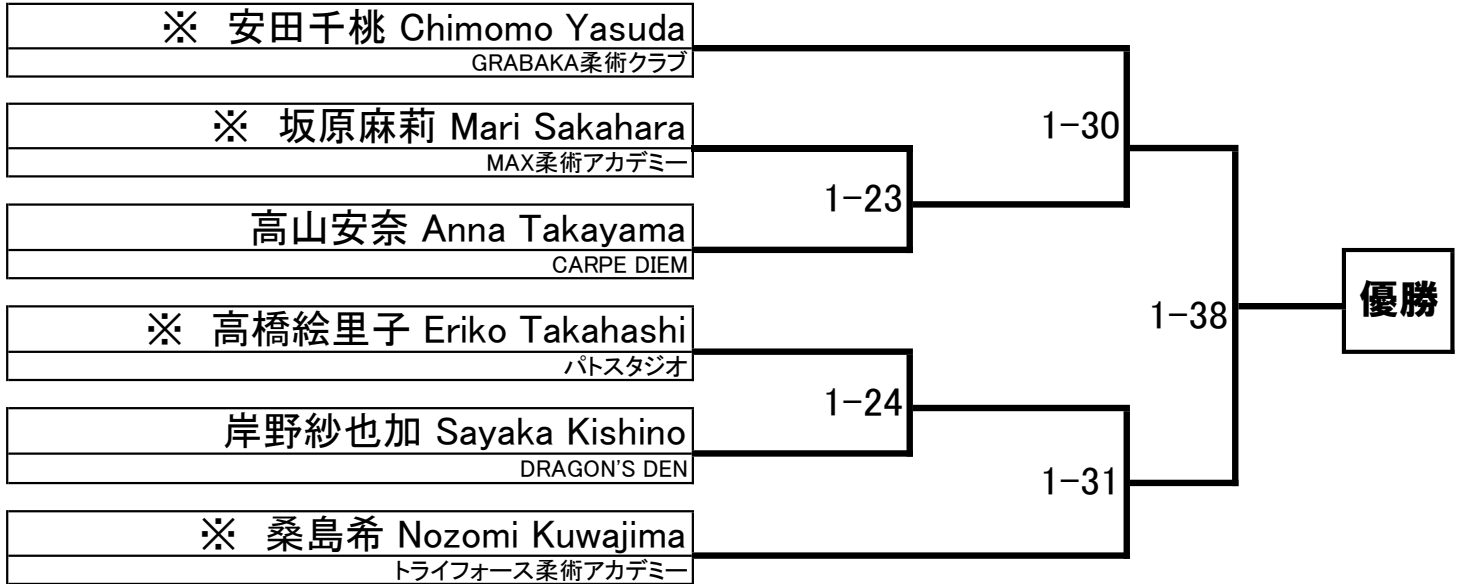 ※ 安田千桃 Chimomo Yasuda
GRABAKA柔術クラブ
※ 坂原麻莉 Mari Sakahara
MAX柔術アカデミー
高山安奈 Anna Takayama
CARPE DIEM
※ 高橋絵里子 Eriko Takahashi
パトスタジオ
岸野紗也加 Sayaka Kishino
DRAGON'S DEN
※ 桑島希 Nozomi Kuwajima
トライフォース柔術アカデミー
1-23
1-24
1-30
1-31
1-38
優勝